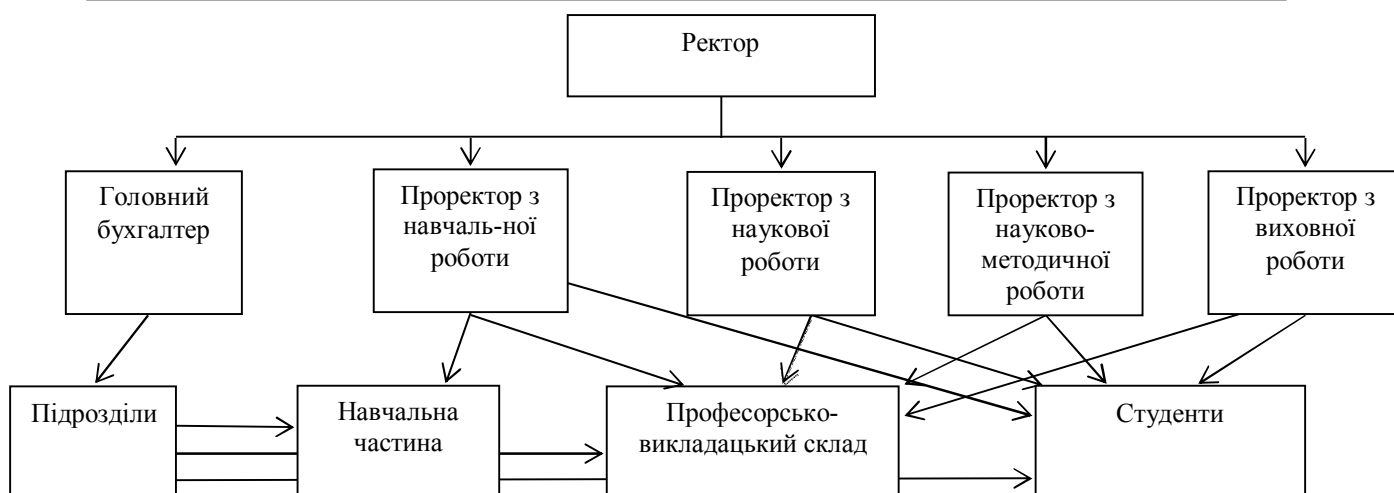 Ректор
Головний
бухгалтер
Проректор з
навчаль-ної
роботи
Проректор з
наукової
роботи
Проректор з
науково-
методичної
роботи
Проректор з
виховної
роботи
Підрозділи
Навчальна
частина
Професорсько-
викладацький склад
Студенти